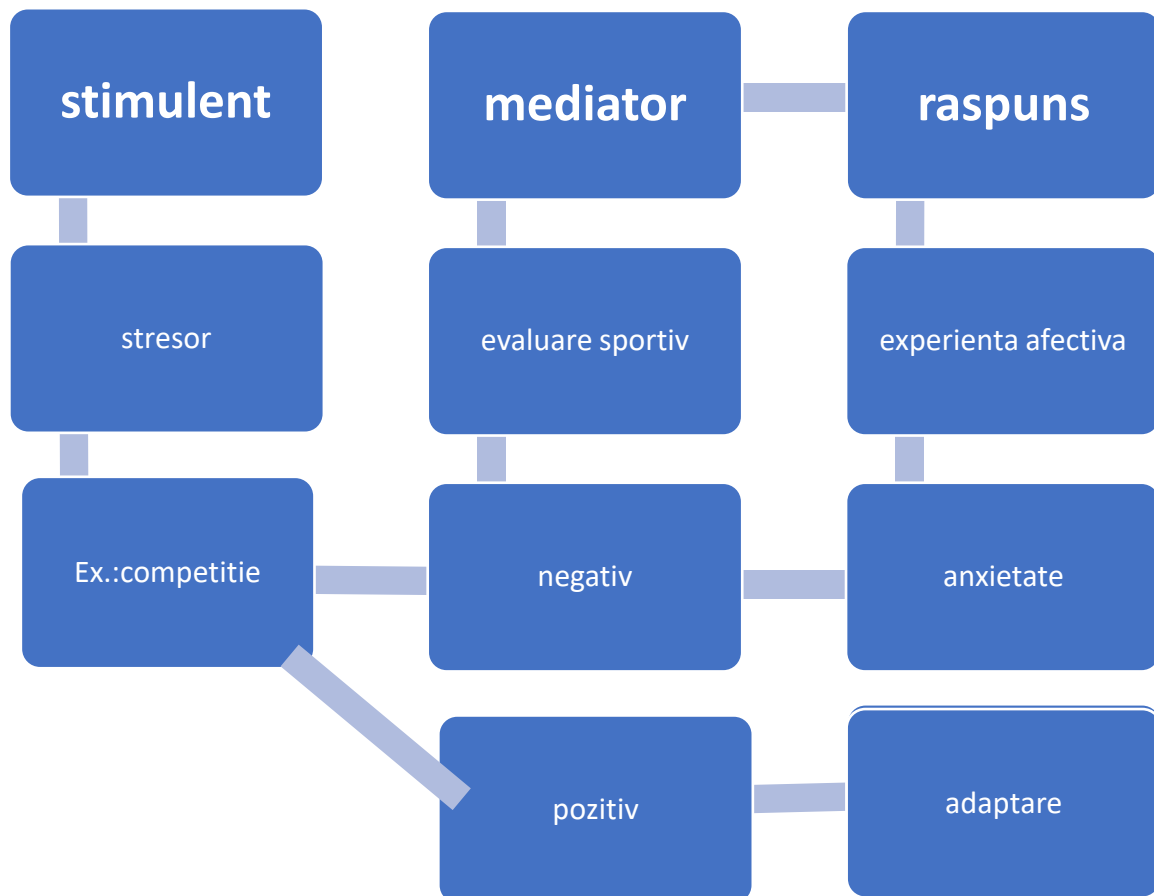 stimulent
mediator
raspuns
stresor
evaluare sportiv
experienta afectiva
Ex.:competitie
negativ
anxietate
pozitiv
adaptare